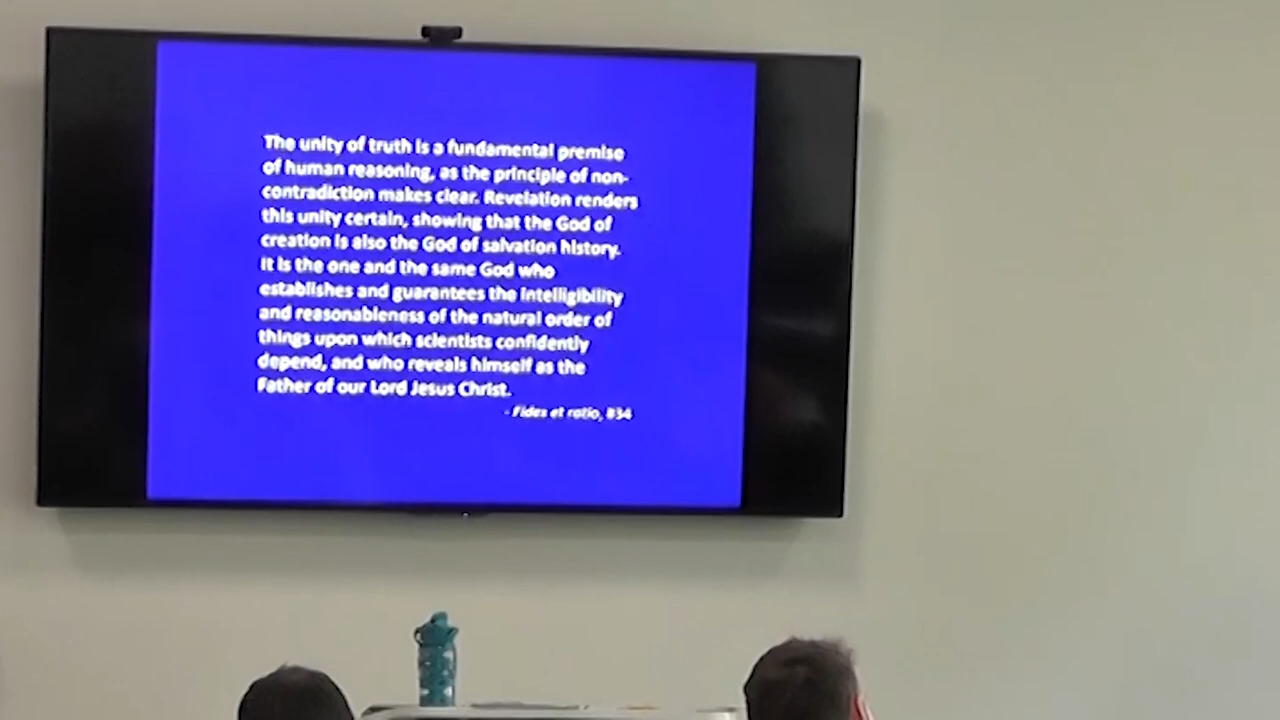 The unity of truth is a fundamental premise
of human reasoning, as the principle of non-
contradiction makes clear. Revelation renders
this unity certain, showing that the God of
creation is also the God of salvation history.
It is the one and the same God who
establishes and guarantees the intelligibility
and reasonableness of the natural order of
things upon which scientists confidently
depend, and who reveals himself as the
Father of our Lord Jesus Christ.
- Fides et ratio, #34